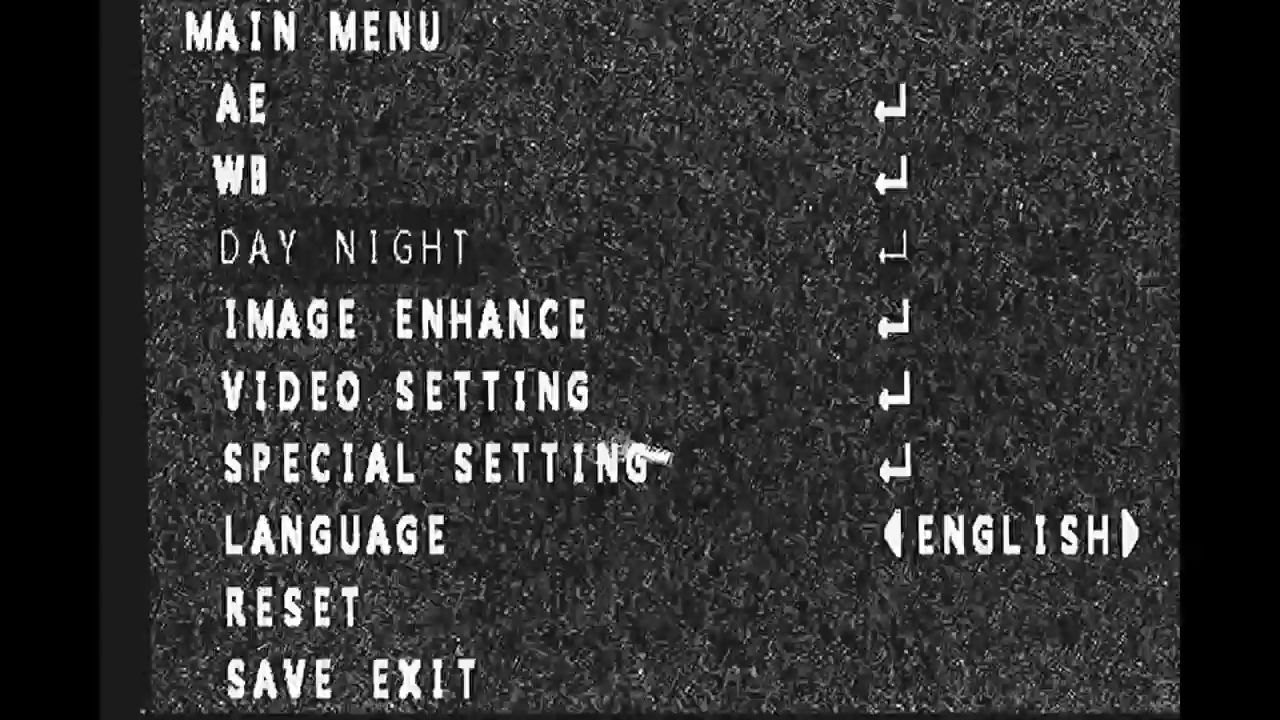 MAIN MENU
AE
WB
DAY NIGHT
IMAGE ENHANCE
VIDEO SETTING
SPECIAL SETTING
LANGUAGE ENGLISH
RESET
SAVE EXIT